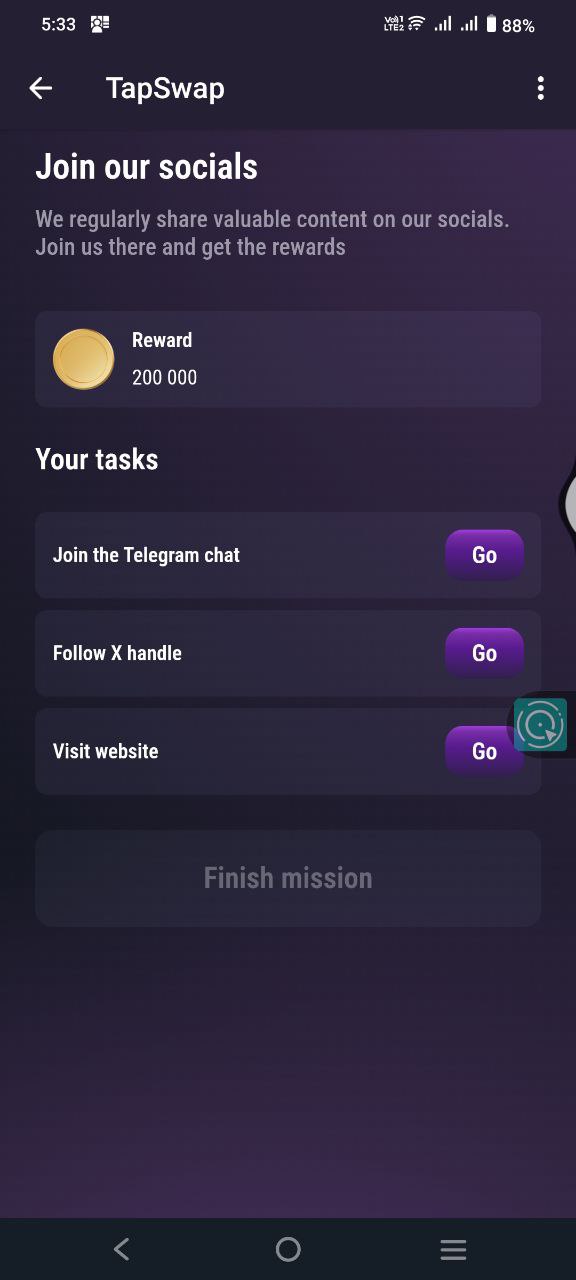 5:33
Vo) 1
LTE2
88%
TapSwap
Join our socials
We regularly share valuable content on our socials.
Join us there and get the rewards
Reward
200 000
Your tasks
Join the Telegram chat
Go
Follow X handle
Go
Visit website
Go
Finish mission